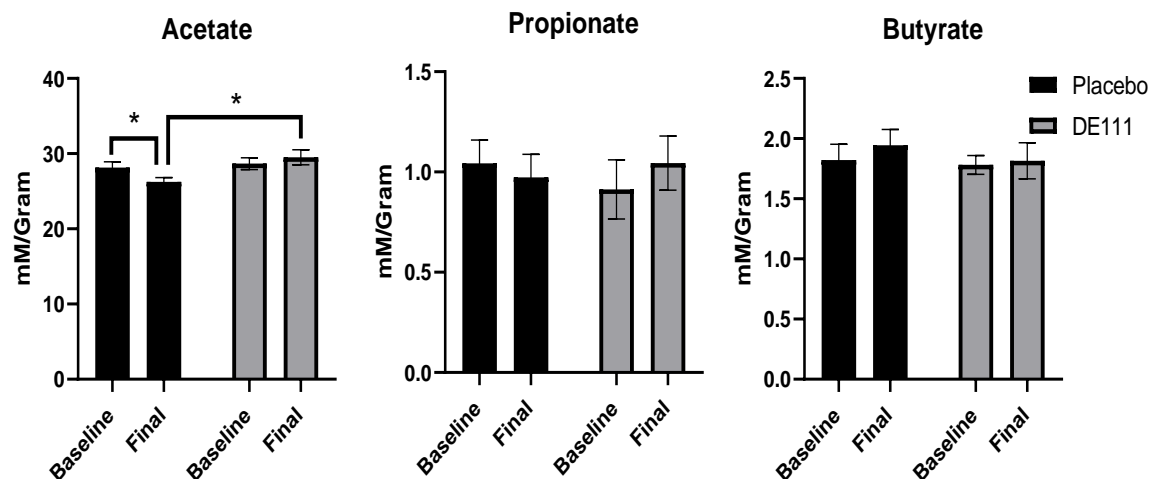 Acetate
mM/Gram
40
30
20
10
0
*
*
Baseline
Final
Baseline
Final
Propionate
mM/Gram
1.5
1.0
0.5
0.0
Baseline
Final
Baseline
Final
Butyrate
mM/Gram
2.5
2.0
1.5
1.0
0.5
0.0
Baseline
Final
Baseline
Final
Placebo
DE111